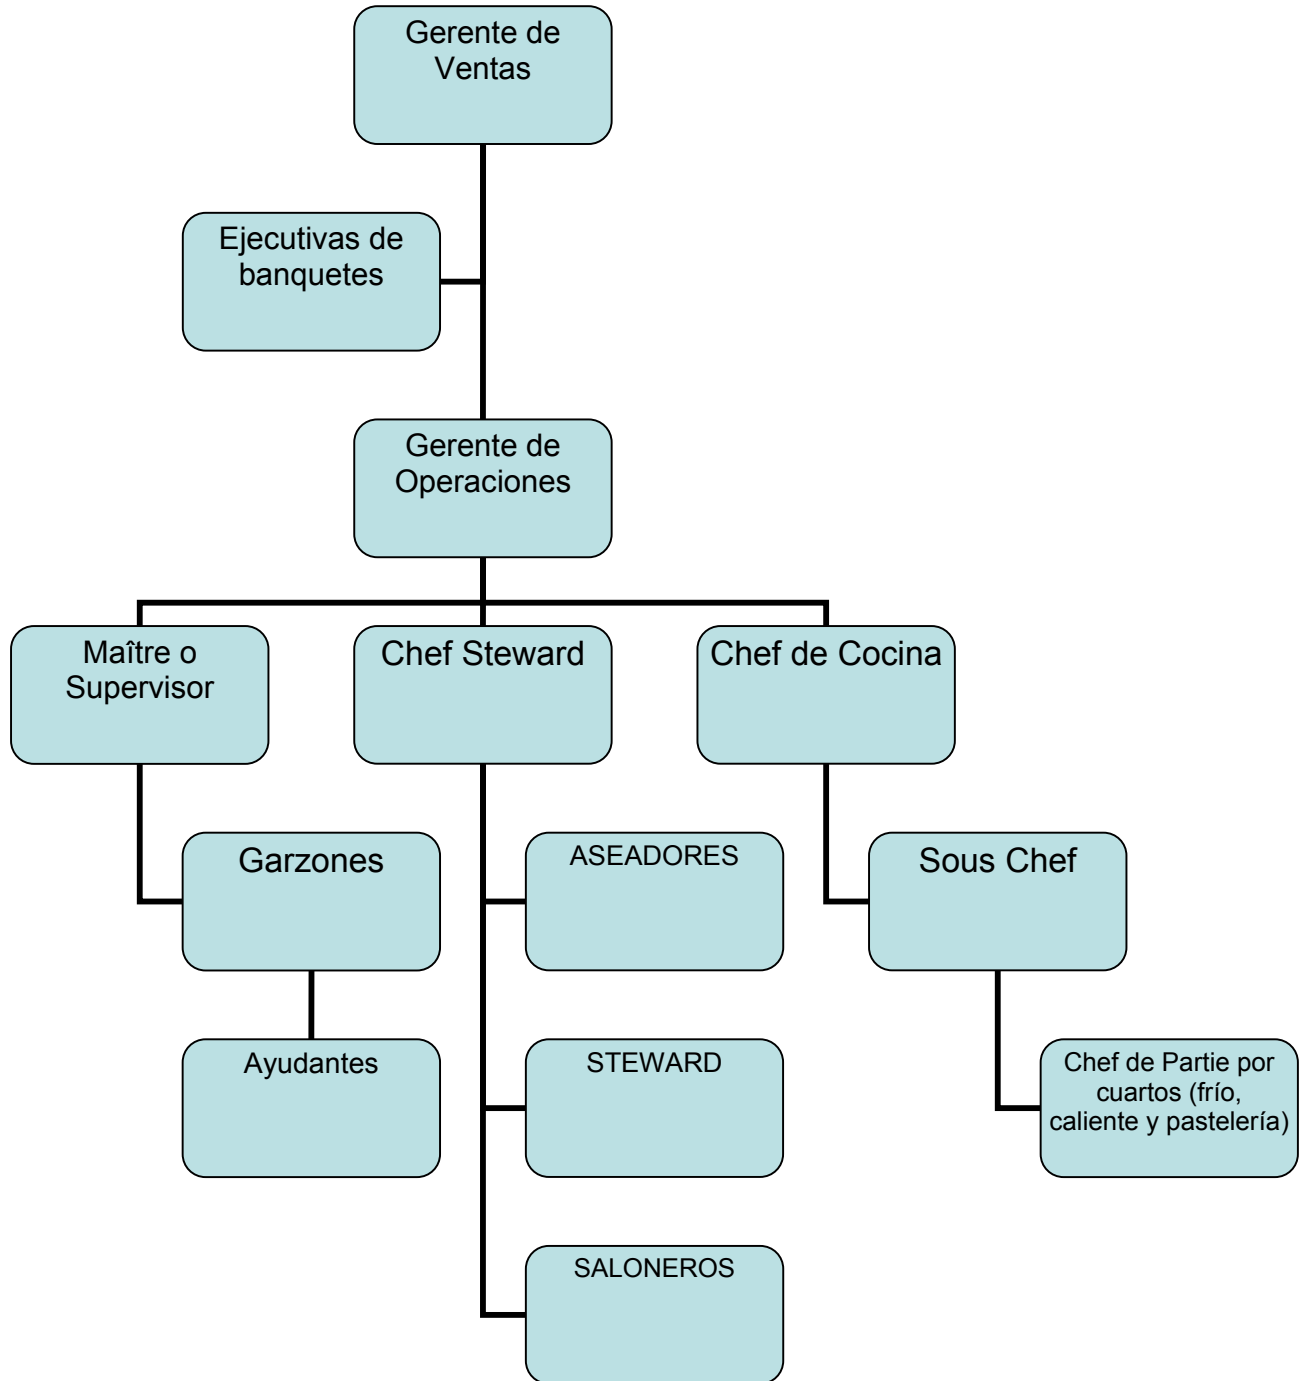 Gerente de
Ventas
Ejecutivas de
banquetes
Gerente de
Operaciones
Maître o
Supervisor
Chef Steward
Chef de Cocina
Garzones
ASEADORES
Sous Chef
Ayudantes
STEWARD
Chef de Partie por
cuartos (frío,
caliente y pastelería)
SALONEROS